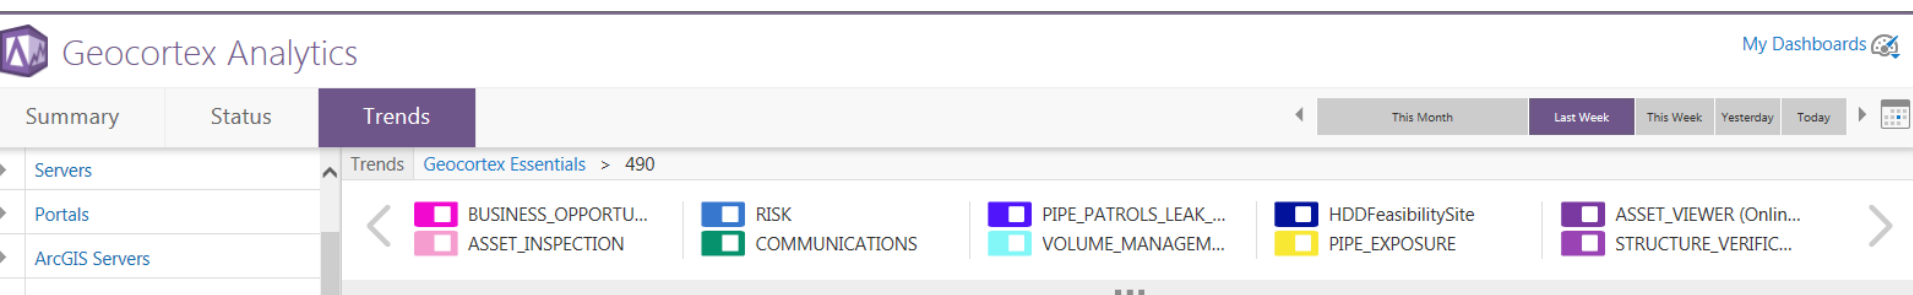 Geocortex Analytics
My Dashboards
Summary Status Trends
This Month Last Week This Week Yesterday Today
Servers
Portals
ArcGIS Servers
Trends Geocortex Essentials > 490
BUSINESS_OPPORTU... RISK PIPE_PATROLS_LEAK_... HDDFeasibilitySite ASSET_VIEWER (Onlin...
ASSET_INSPECTION COMMUNICATIONS VOLUME_MANAGEM... PIPE_EXPOSURE STRUCTURE_VERIFIC...